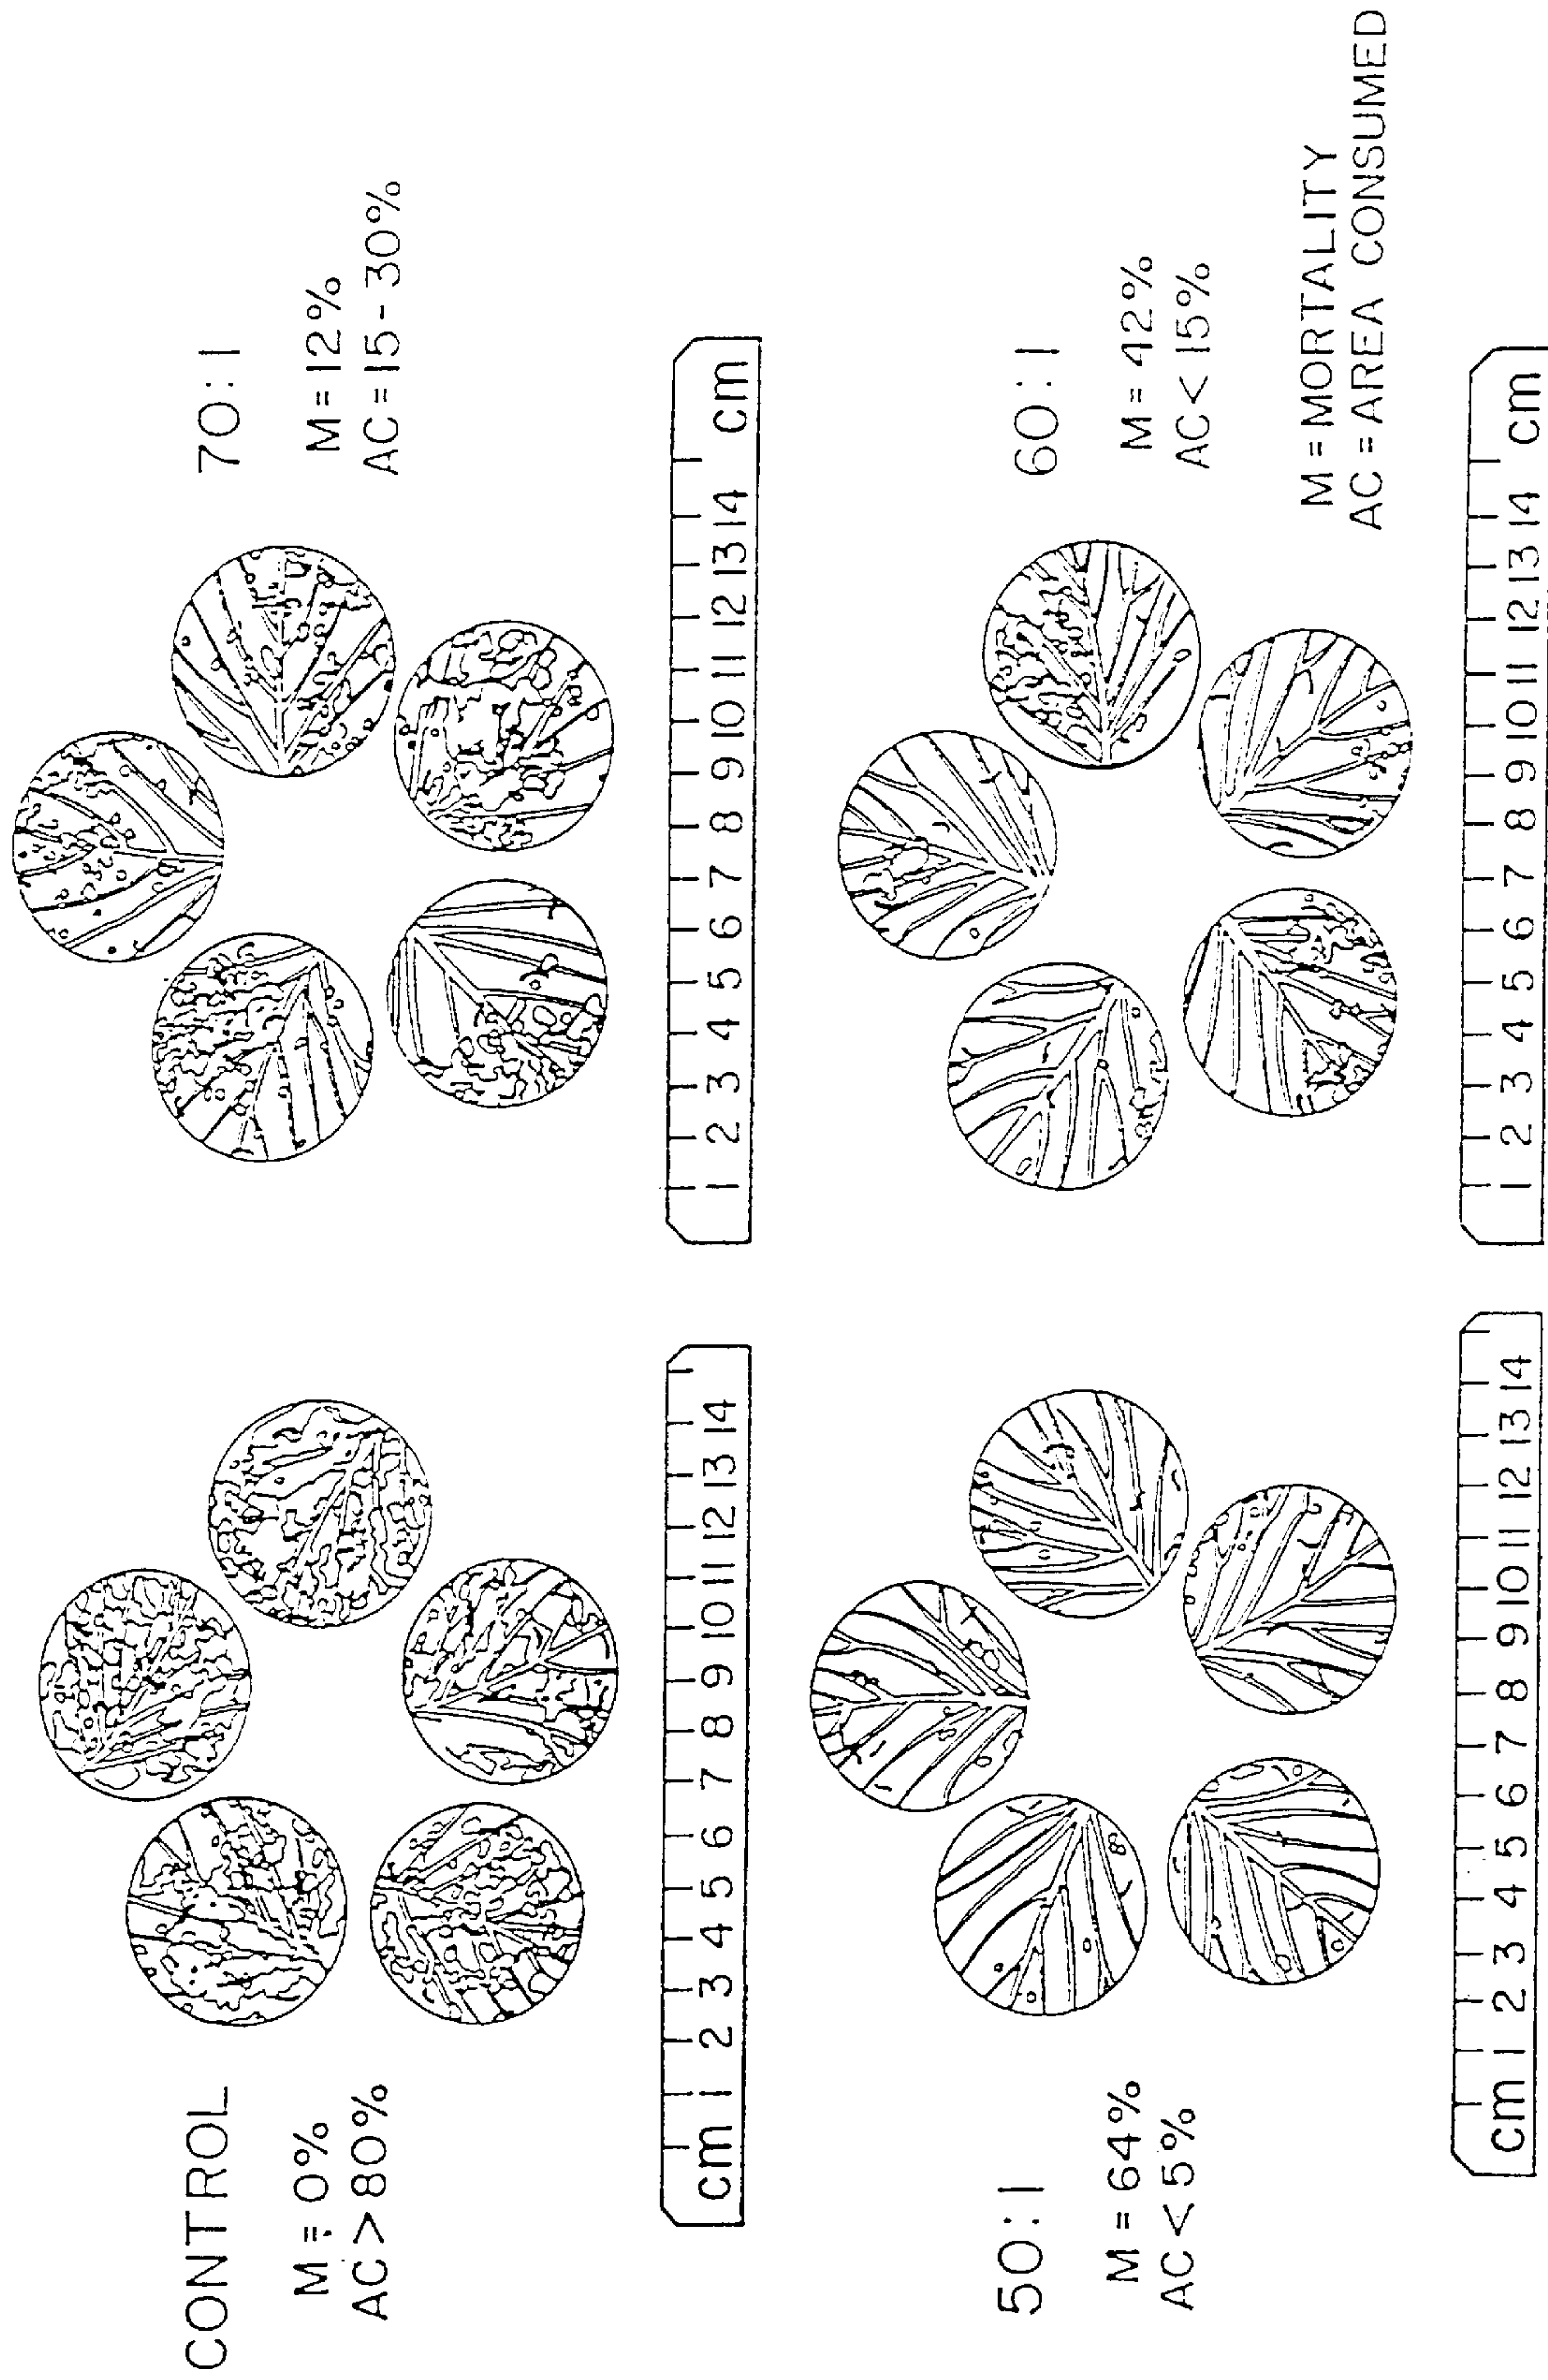 CONTROL
M = 0%
AC > 80%
cm 1 2 3 4 5 6 7 8 9 10 11 12 13 14
70:1
M = 12%
AC = 15-30%
1 2 3 4 5 6 7 8 9 10 11 12 13 14 cm
50:1
M = 64%
AC < 5%
cm 1 2 3 4 5 6 7 8 9 10 11 12 13 14
60:1
M = 42%
AC < 15%
M = MORTALITY
AC = AREA CONSUMED
1 2 3 4 5 6 7 8 9 10 11 12 13 14 cm